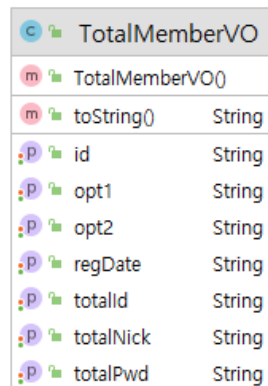 C TotalMemberVO
m TotalMemberVO()
m toString() String
p id String
p opt1 String
p opt2 String
p regDate String
p totalId String
p totalNick String
p totalPwd String